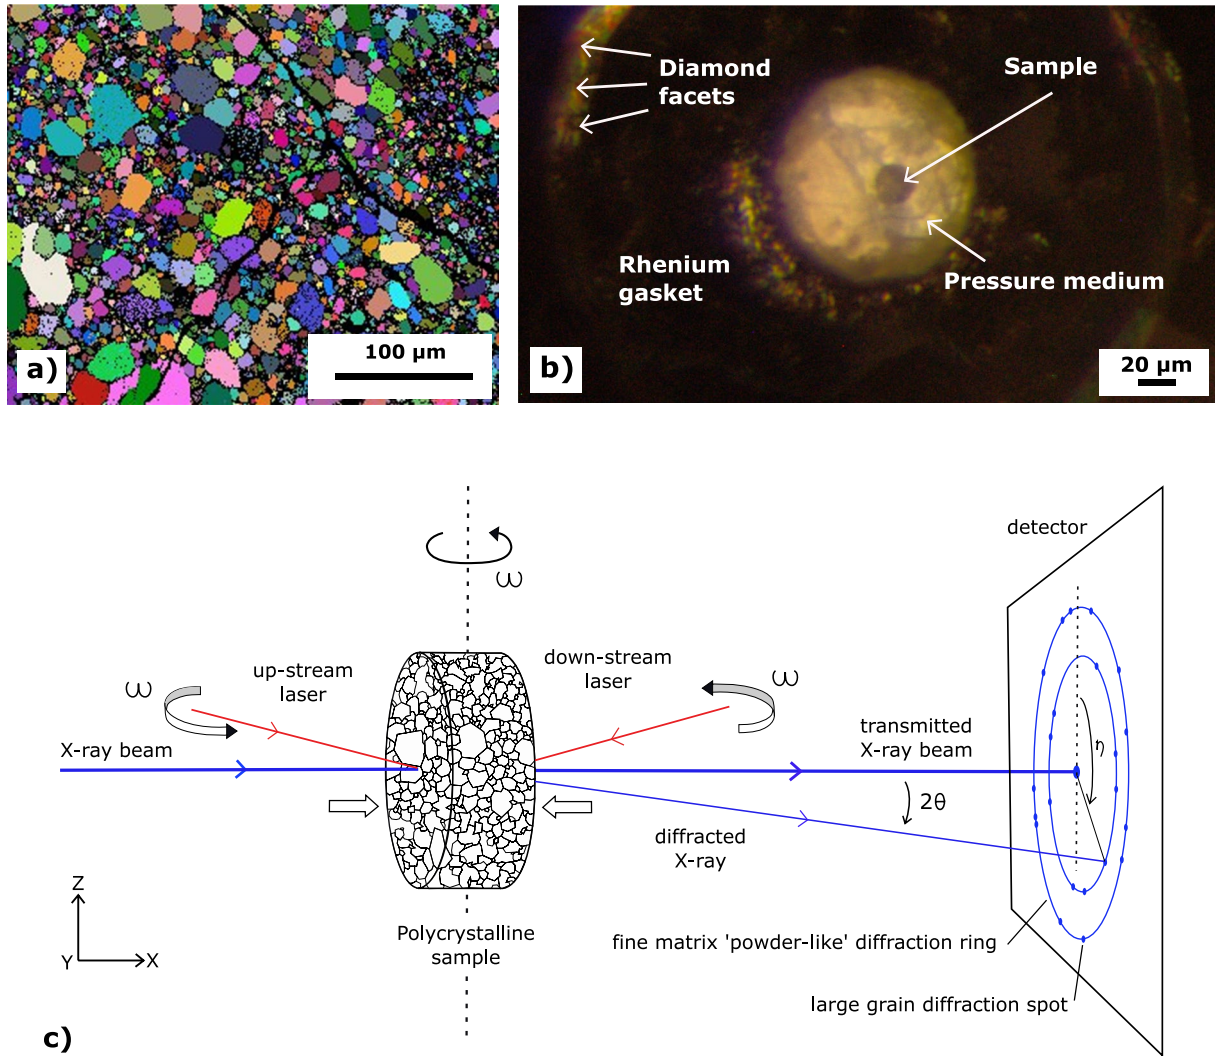 a)
100 µm
Diamond
facets
Sample
Rhenium
gasket
Pressure medium
b)
20 µm
detector
ω
up-stream
laser
down-stream
laser
ω
ω
X-ray beam
transmitted
X-ray beam
η
2θ
diffracted
X-ray
Z
Y
X
Polycrystalline
sample
fine matrix 'powder-like' diffraction ring
large grain diffraction spot
c)